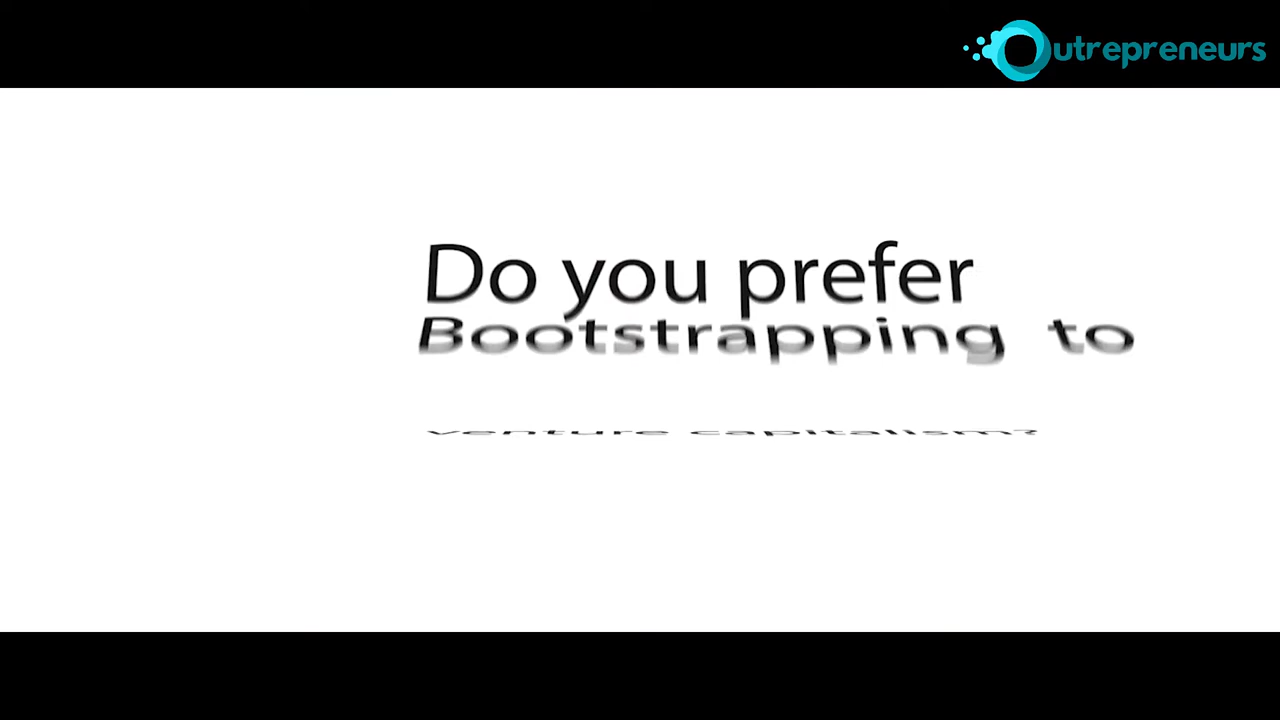 Outrepreneurs
Do you prefer
Bootstrapping to
venture capitalism?